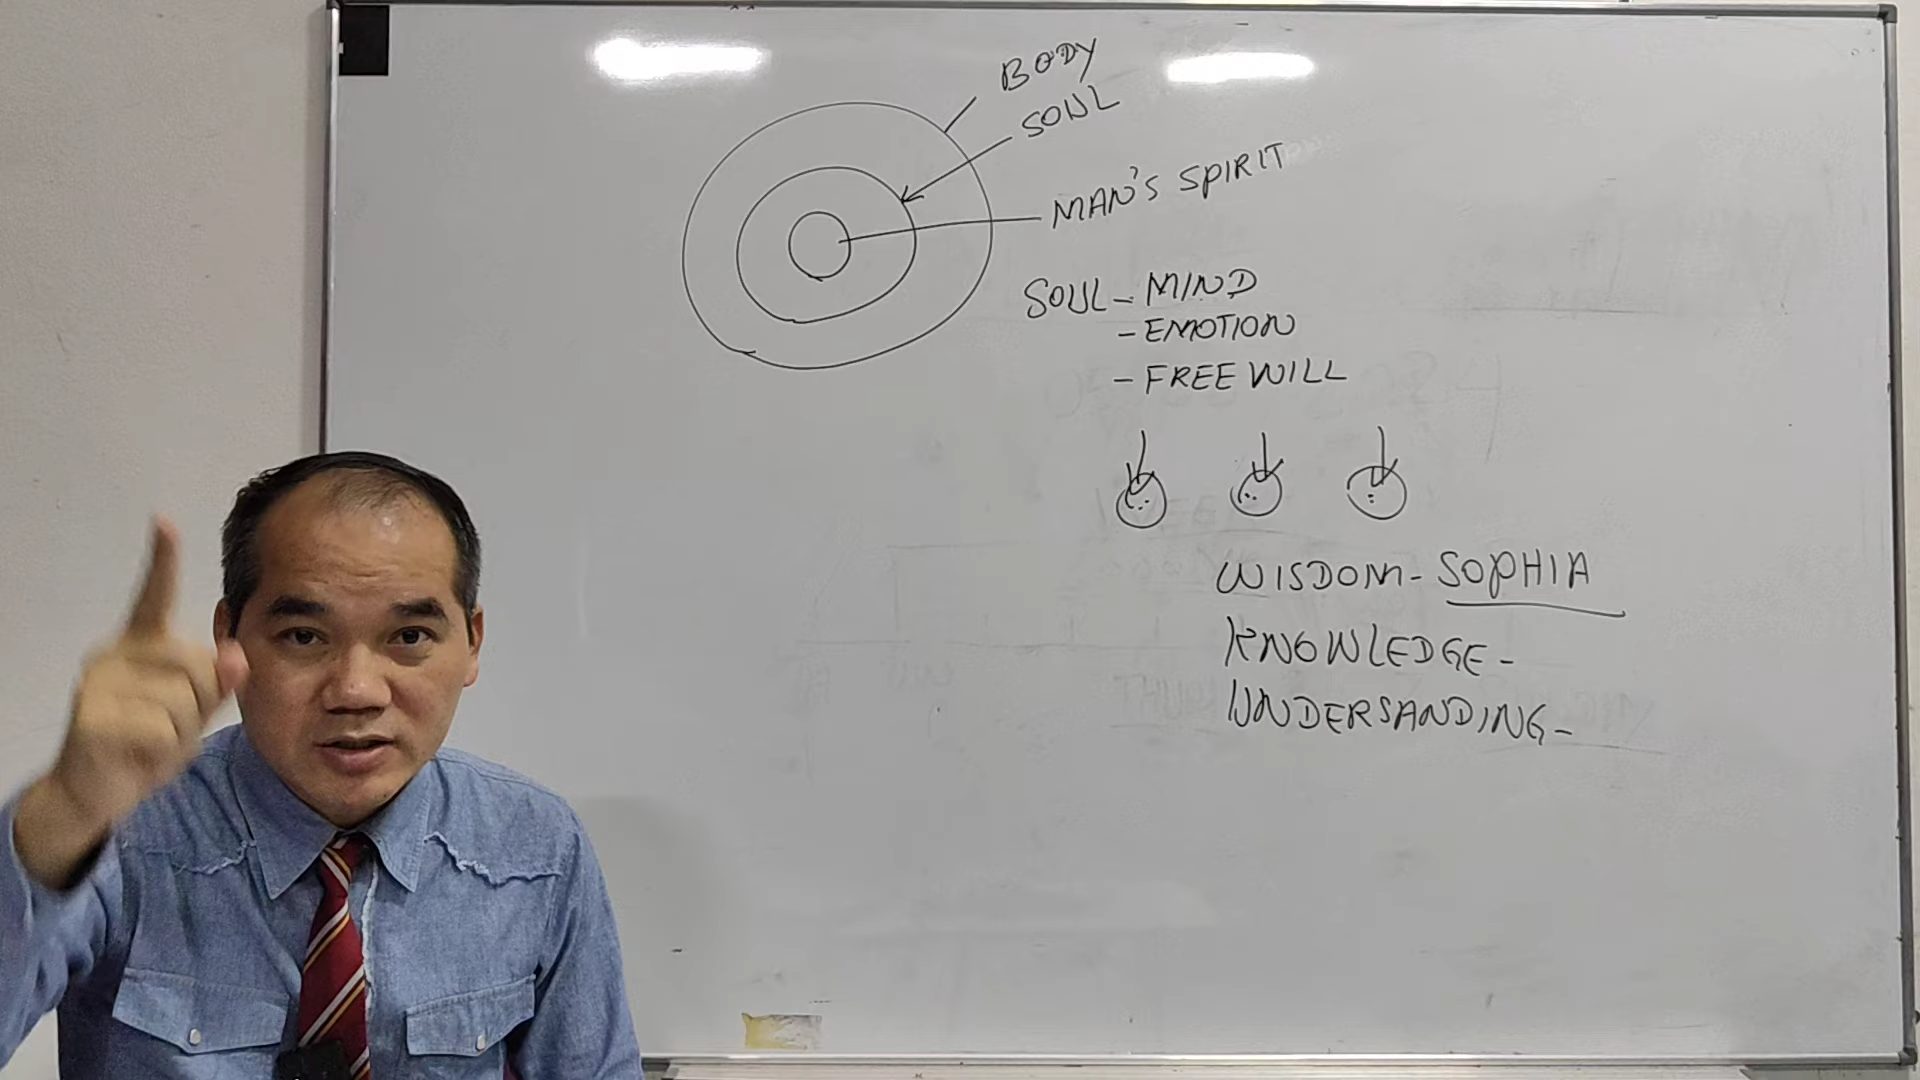 BODY
SOUL
MAN'S SPIRIT
SOUL - MIND
- EMOTION
- FREE WILL
WISDOM - SOPHIA
KNOWLEDGE -
UNDERSANDING -